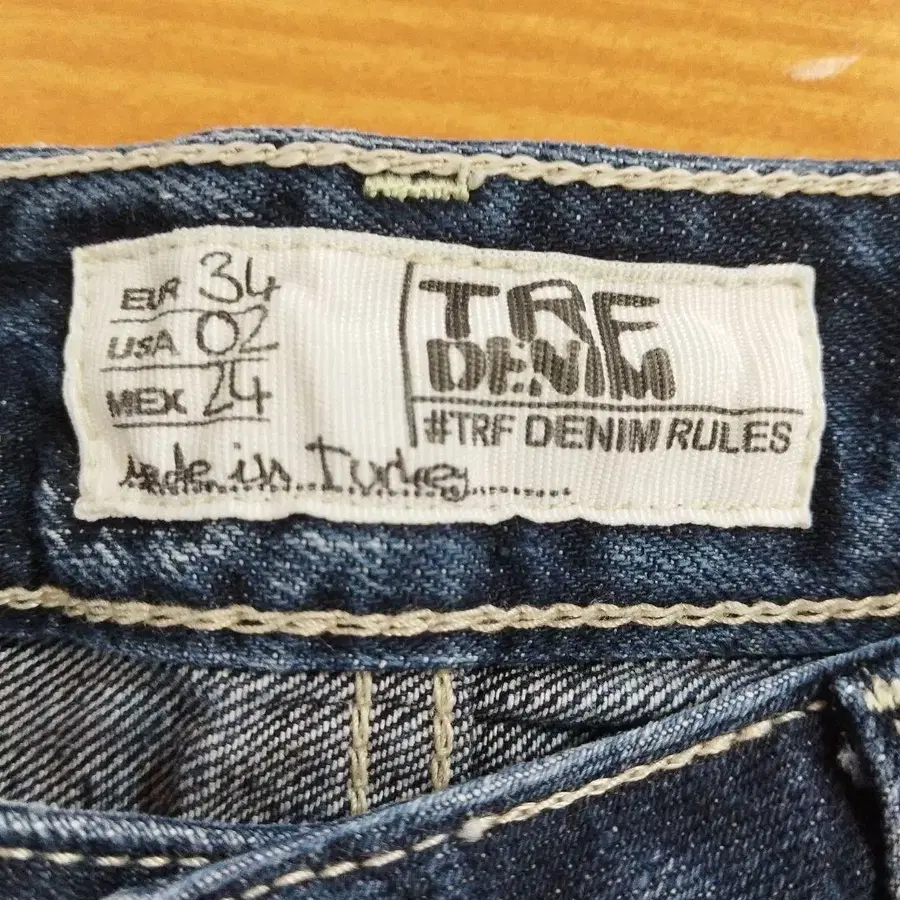 EUR 34
USA 02
MEX 24
made in Turkey
TRF
DENIM
#TRF DENIM RULES